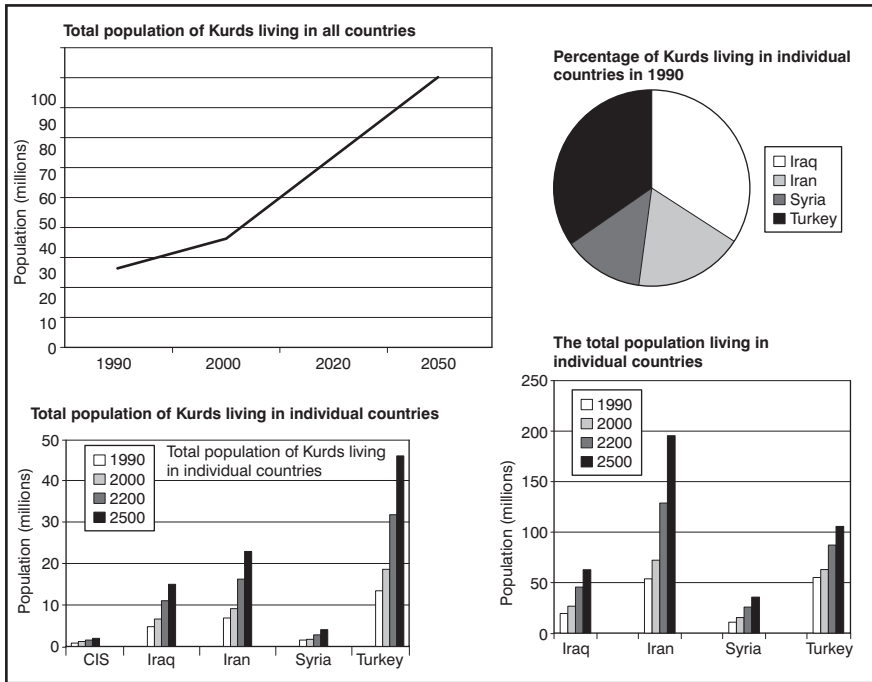 Total population of Kurds living in all countries
Population (millions)
100
90
80
70
60
50
40
30
20
10
0
1990 2000 2020 2050
Percentage of Kurds living in individual
countries in 1990
Iraq
Iran
Syria
Turkey
Total population of Kurds living in individual countries
Population (millions)
50
40
30
20
10
0
1990
2000
2200
2500
Total population of Kurds living
in individual countries
CIS Iraq Iran Syria Turkey
The total population living in
individual countries
Population (millions)
250
200
150
100
50
0
1990
2000
2200
2500
Iraq Iran Syria Turkey